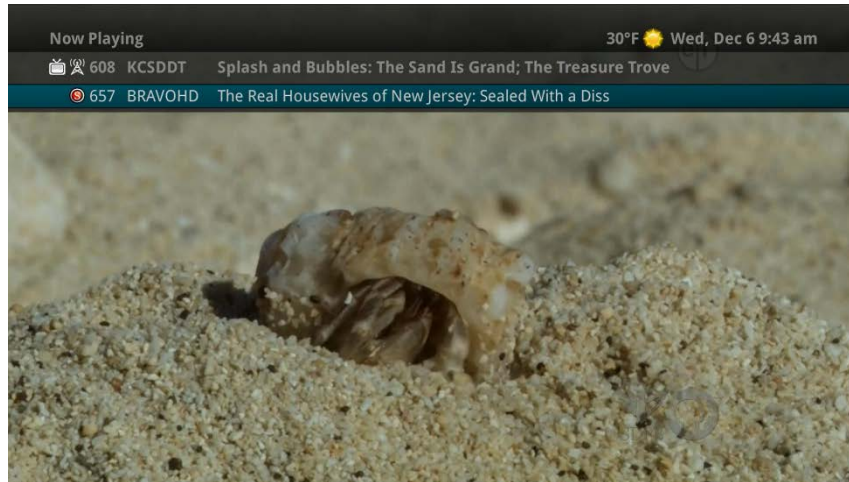 Now Playing 30°F Wed, Dec 6 9:43 am
608 KCSDDT Splash and Bubbles: The Sand Is Grand; The Treasure Trove
S 657 BRAVOHD The Real Housewives of New Jersey: Sealed With a Diss